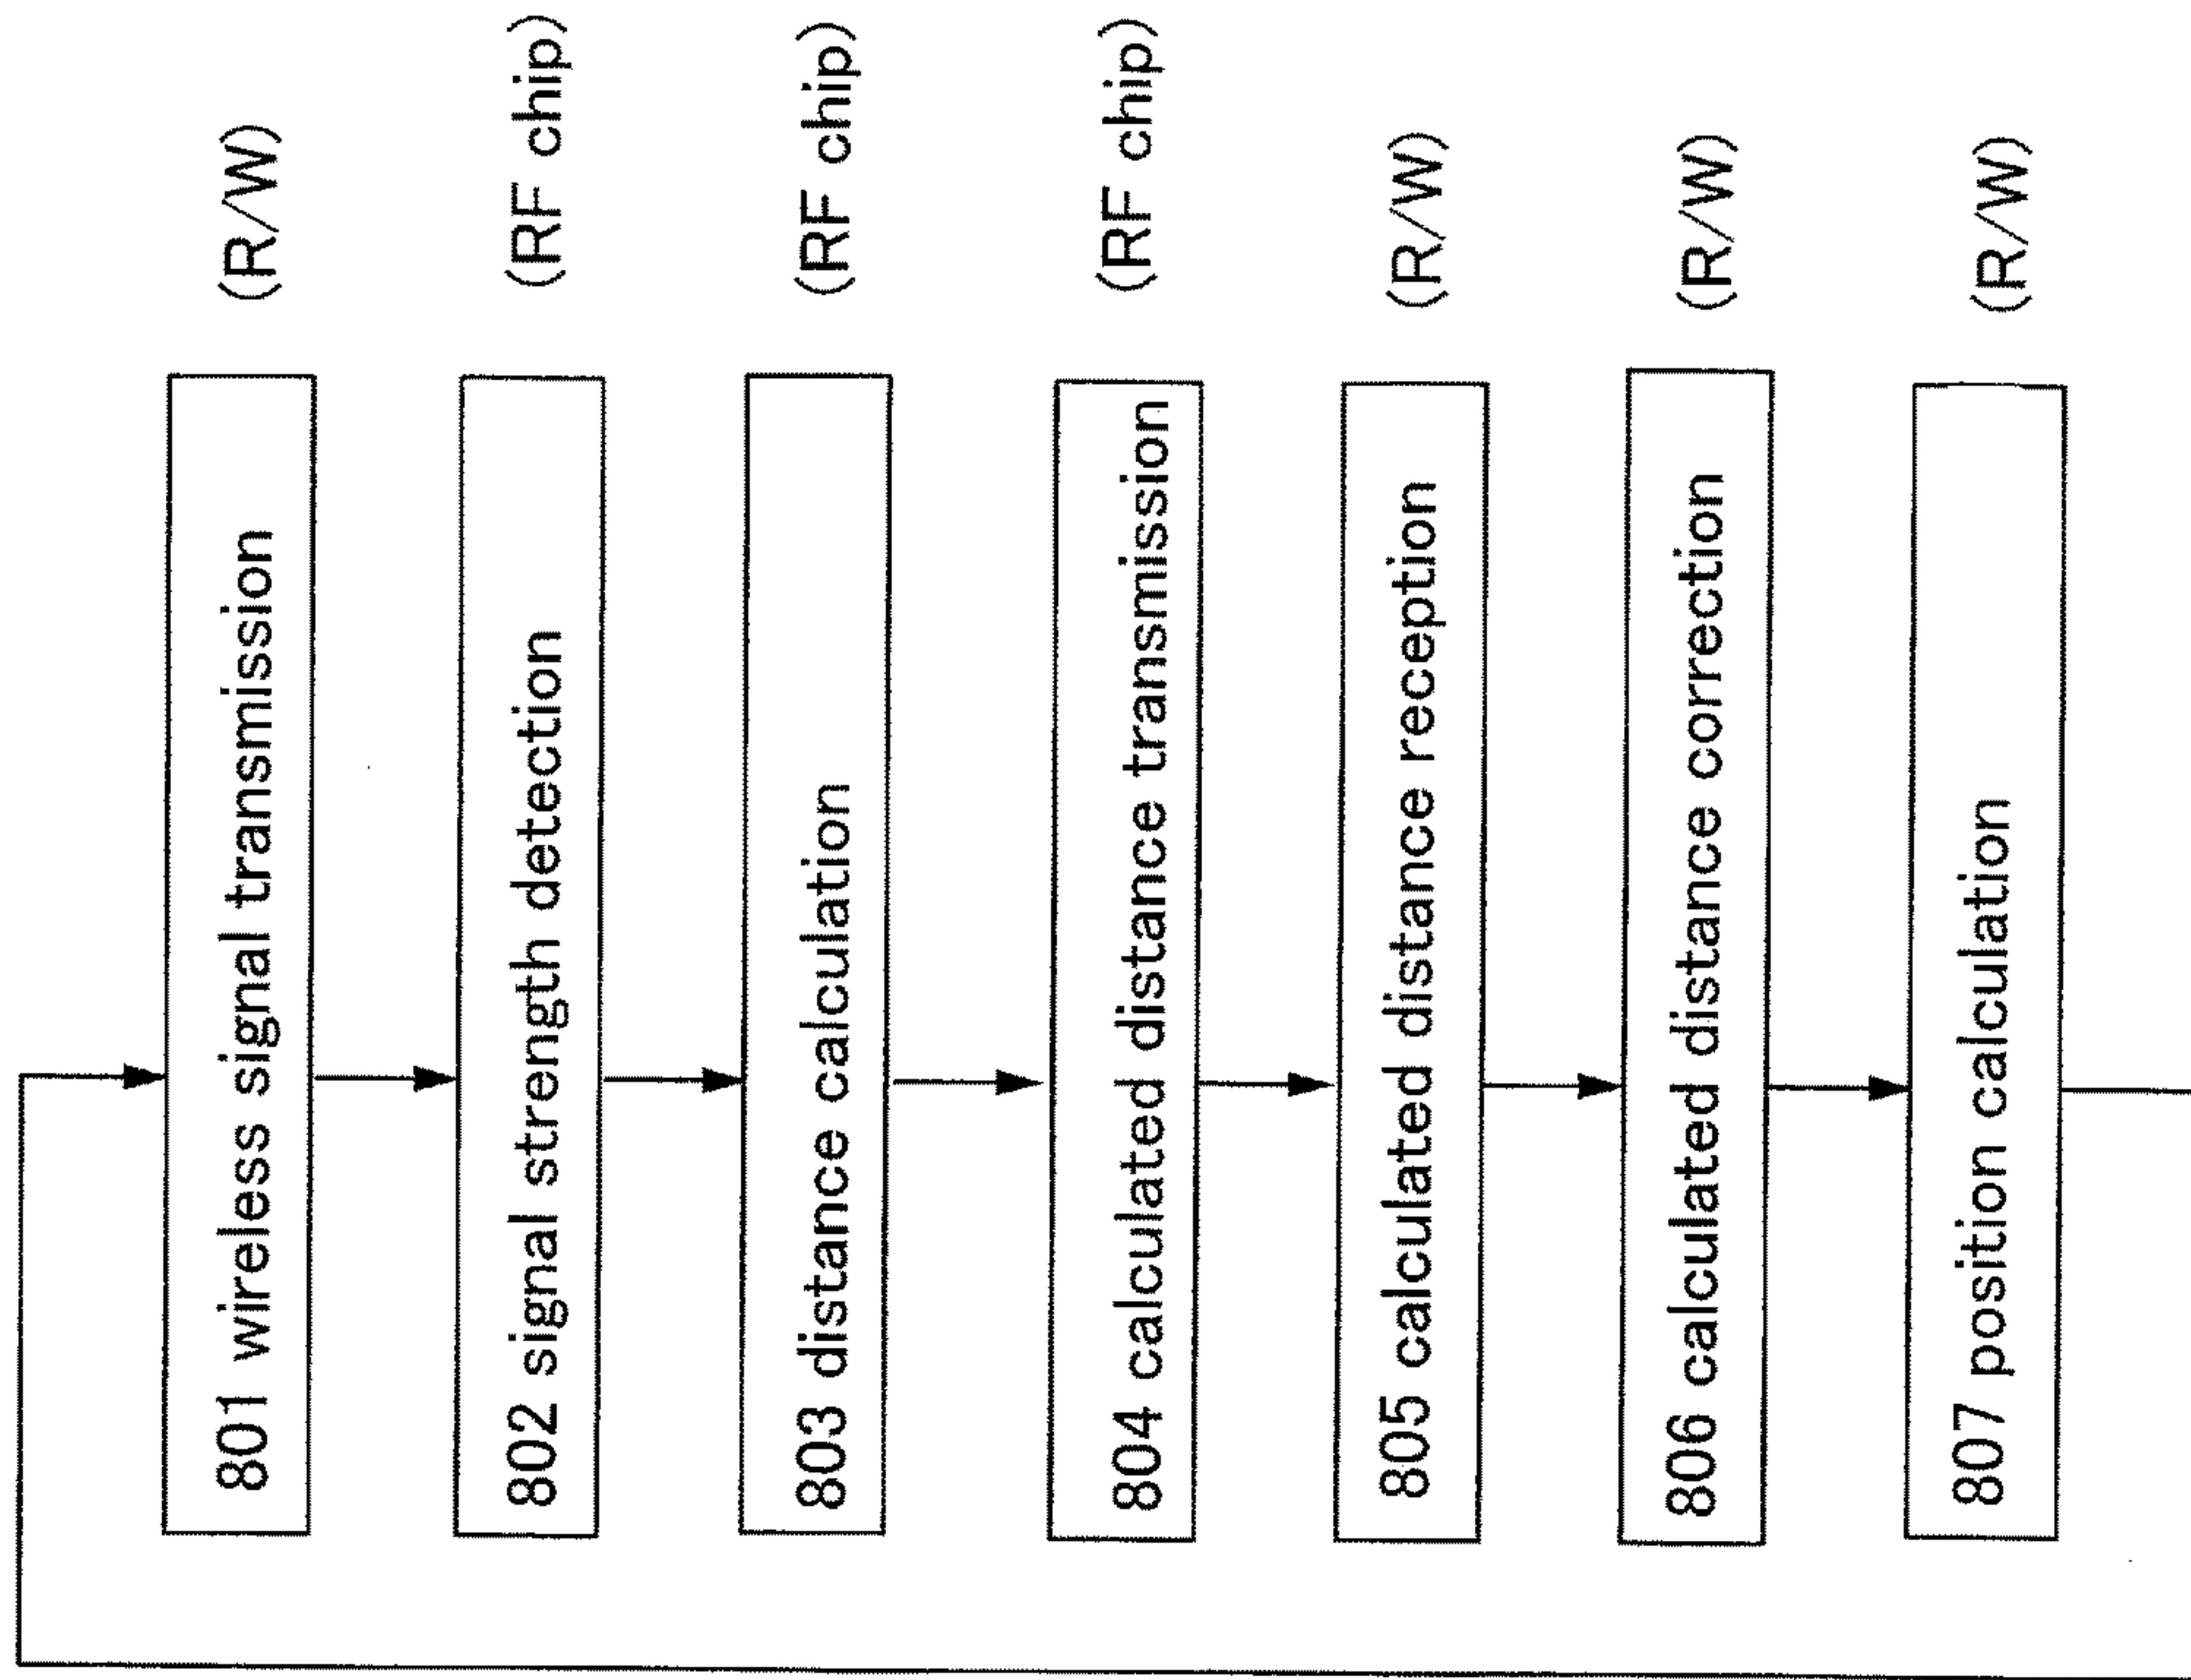 801 wireless signal transmission (R/W)
802 signal strength detection (RF chip)
803 distance calculation (RF chip)
804 calculated distance transmission (RF chip)
805 calculated distance reception (R/W)
806 calculated distance correction (R/W)
807 position calculation (R/W)